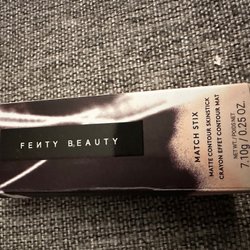 FENTY BEAUTY
MATCH STIX
MATTE CONTOUR SKINSTICK
CRAYON EFFET CONTOUR MAT
NET WT. / POIDS NET
7.10g / 0.25 OZ.